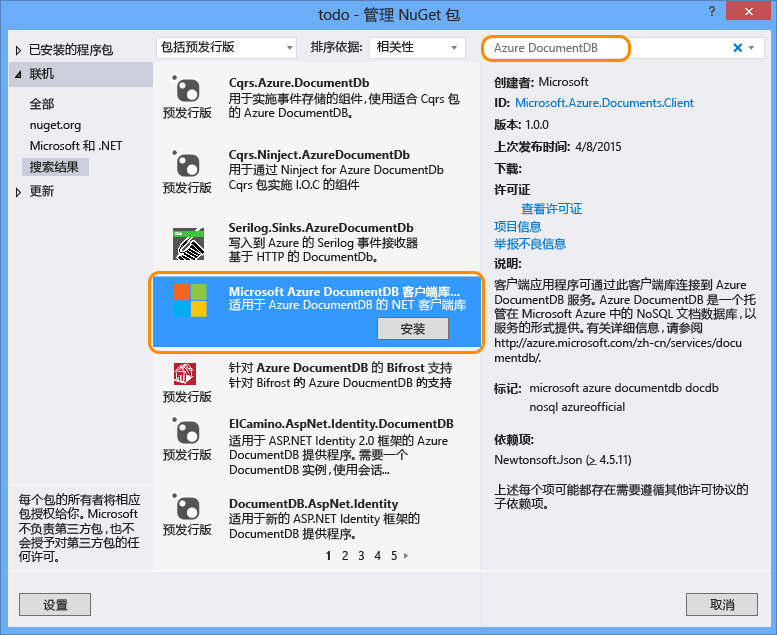 todo - 管理 NuGet 包
?
已安装的程序包
联机
全部
nuget.org
Microsoft 和 .NET
搜索结果
更新
每个包的所有者将相应
包授权给你。Microsoft
不负责第三方包,也不
会授予对第三方包的任
何许可。
设置
包括预发行版
排序依据: 相关性
Cqrs.Azure.DocumentDb
用于实施事件存储的组件,使用适合 Cqrs 包
的 Azure DocumentDB。
预发行版
Cqrs.Ninject.AzureDocumentDb
用于通过 Ninject for Azure DocumentDb
Cqrs 包实施 I.O.C 的组件
预发行版
Serilog.Sinks.AzureDocumentDb
写入到 Azure 的 Serilog 事件接收器
基于 HTTP 的 DocumentDb。
Microsoft Azure DocumentDB 客户端库...
适用于 Azure DocumentDB 的 NET 客户端库
安装
针对 Azure DocumentDB 的 Bifrost 支持
针对 Bifrost 的 Azure DoucmentDB 的支持
预发行版
ElCamino.AspNet.Identity.DocumentDB
适用于 ASP.NET Identity 2.0 框架的 Azure
DocumentDB 提供程序。需要一个
DocumentDB 实例,使用会话...
预发行版
DocumentDB.AspNet.Identity
适用于新的 ASP.NET Identity 框架的
DocumentDB 提供程序。
预发行版
1 2 3 4 5
Azure DocumentDB
创建者: Microsoft
ID: Microsoft.Azure.Documents.Client
版本: 1.0.0
上次发布时间: 4/8/2015
下载:
许可证
查看许可证
项目信息
举报不良信息
说明:
客户端应用程序可通过此客户端库连接到 Azure
DocumentDB 服务。Azure DocumentDB 是一个托
管在 Microsoft Azure 中的 NoSQL 文档数据库,以
服务的形式提供。有关详细信息,请参阅
http://azure.microsoft.com/zh-cn/services/docu
mentdb/.
标记: microsoft azure documentdb docdb
nosql azureofficial
依赖项:
Newtonsoft.Json (≥ 4.5.11)
上述每个项可能都存在需要遵循其他许可协议的
子依赖项。
取消